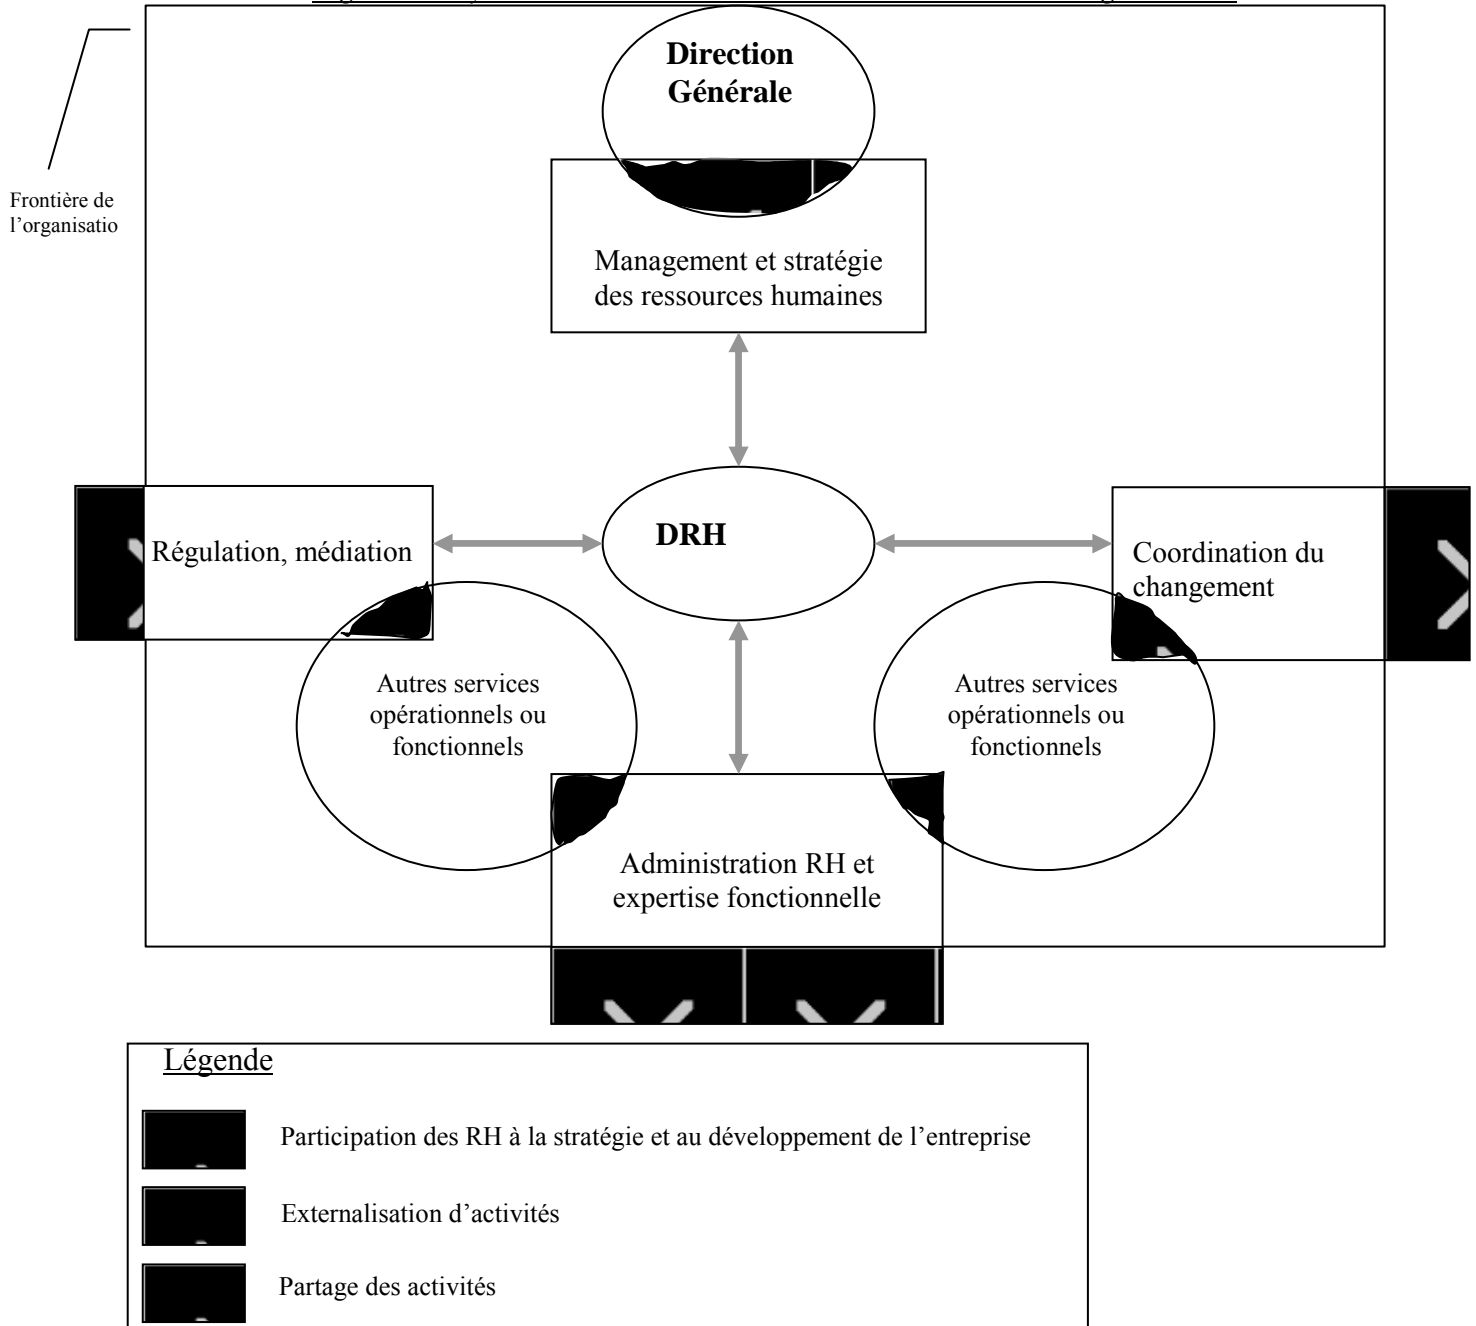 Direction
Générale
Frontière de
l’organisatio
Management et stratégie
des ressources humaines
DRH
Régulation, médiation
Coordination du
changement
Autres services
opérationnels ou
fonctionnels
Autres services
opérationnels ou
fonctionnels
Administration RH et
expertise fonctionnelle
Légende
Participation des RH à la stratégie et au développement de l’entreprise
Externalisation d’activités
Partage des activités